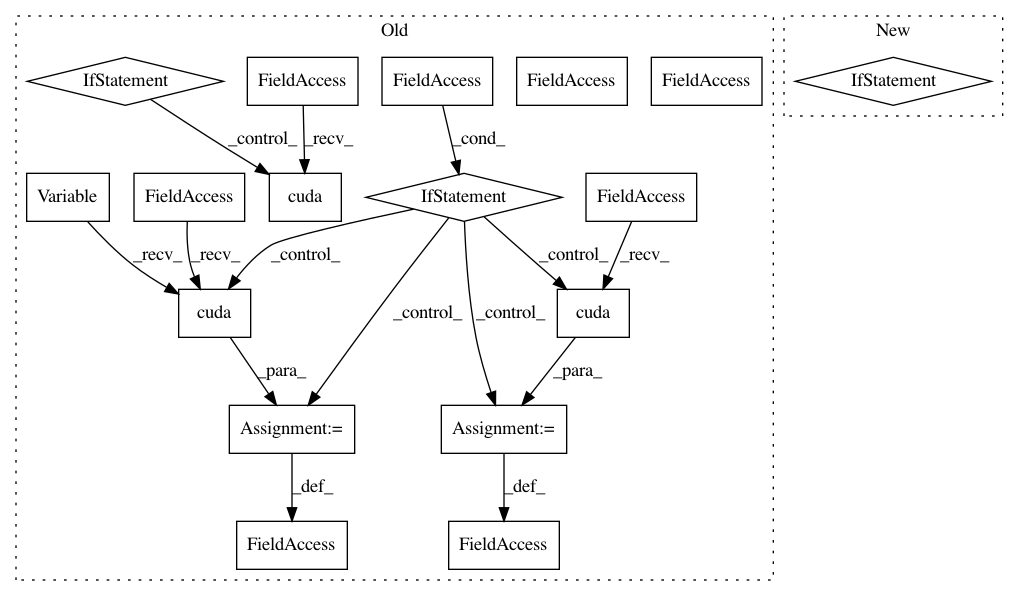 Old
New
IfStatement
FieldAccess
FieldAccess
FieldAccess
FieldAccess
IfStatement
_control_
_recv_
_cond_
Variable
FieldAccess
cuda
IfStatement
FieldAccess
_recv_
_recv_
_control_
_control_
_recv_
cuda
_control_
_control_
cuda
_para_
_para_
Assignment:=
Assignment:=
_def_
_def_
FieldAccess
FieldAccess